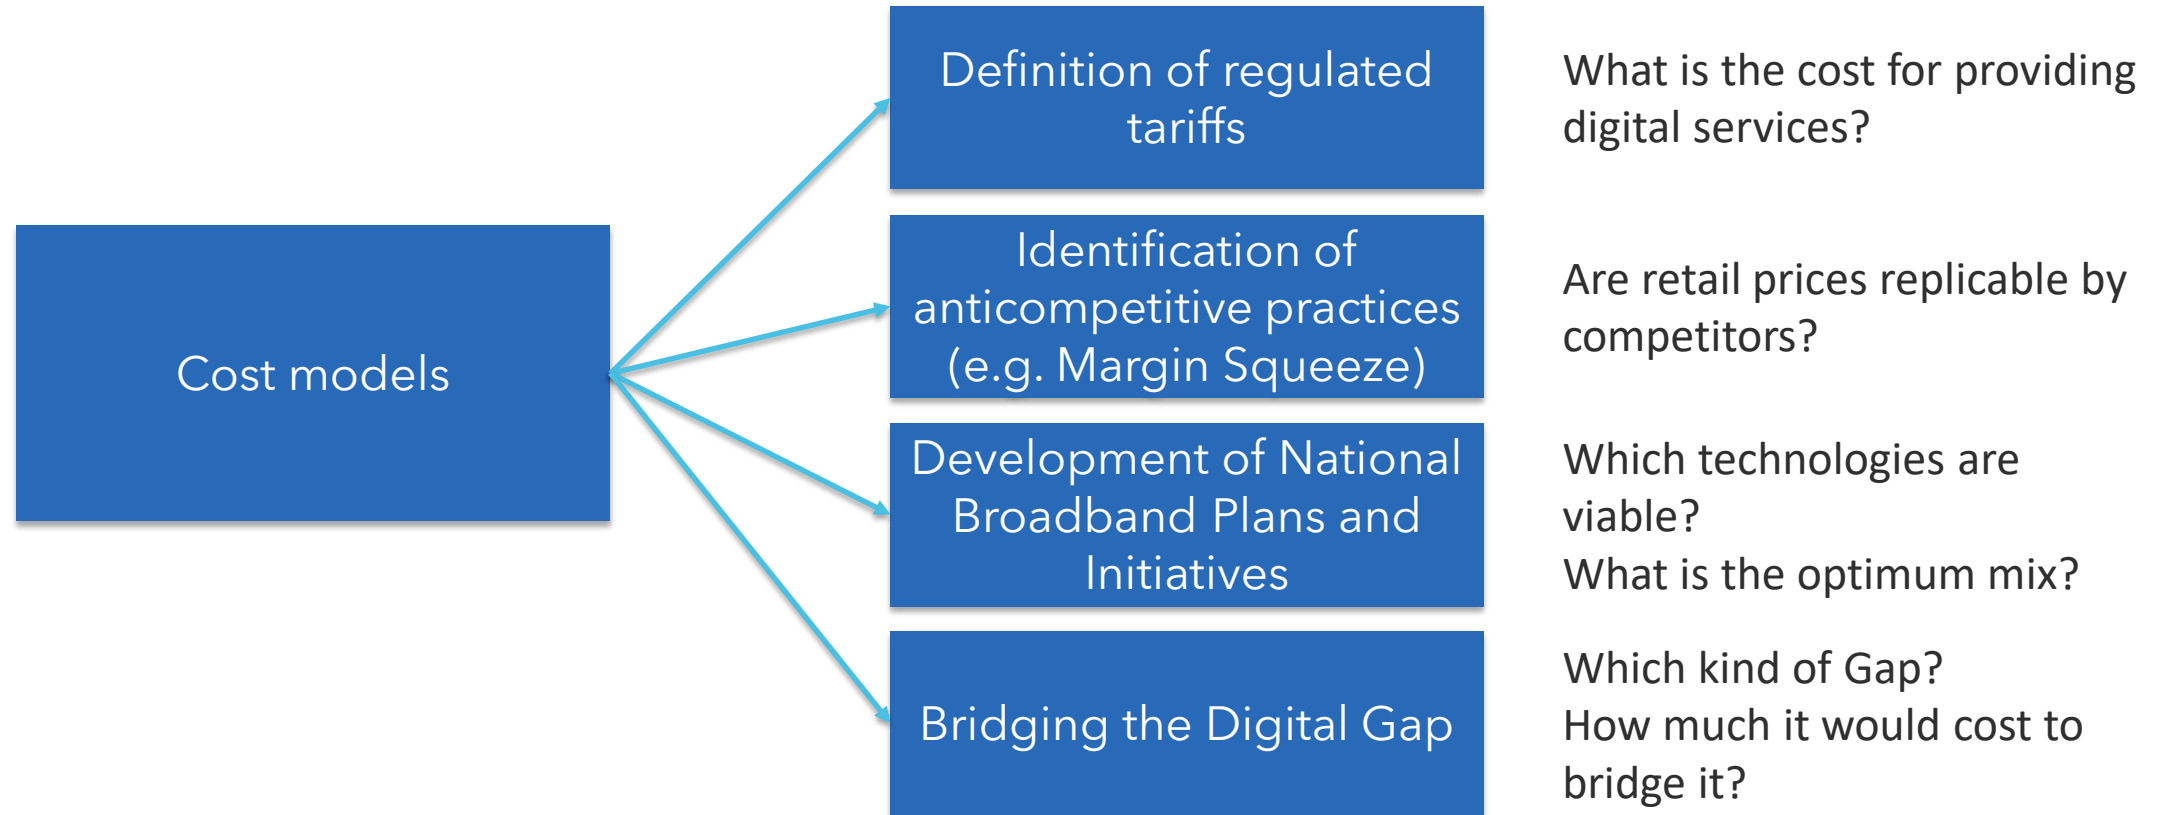 Cost models
Definition of regulated
tariffs
What is the cost for providing
digital services?
Identification of
anticompetitive practices
(e.g. Margin Squeeze)
Are retail prices replicable by
competitors?
Development of National
Broadband Plans and
Initiatives
Which technologies are
viable?
What is the optimum mix?
Bridging the Digital Gap
Which kind of Gap?
How much it would cost to
bridge it?